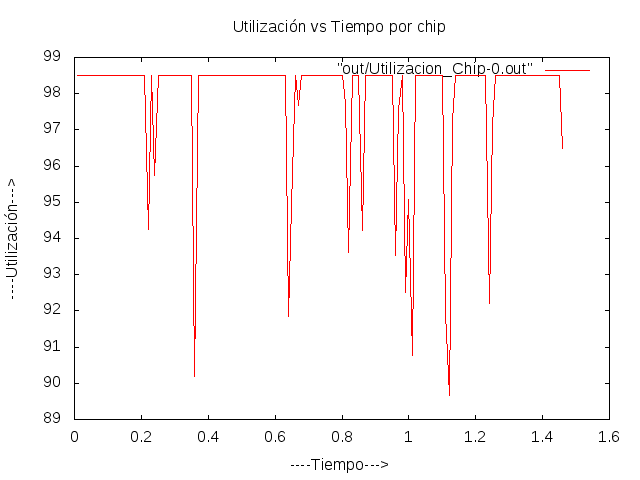 Utilización vs Tiempo por chip
"out/Utilizacion_Chip-0.out"
99
98
97
96
95
94
93
92
91
90
89
----Utilización--->
0 0.2 0.4 0.6 0.8 1 1.2 1.4 1.6
----Tiempo--->